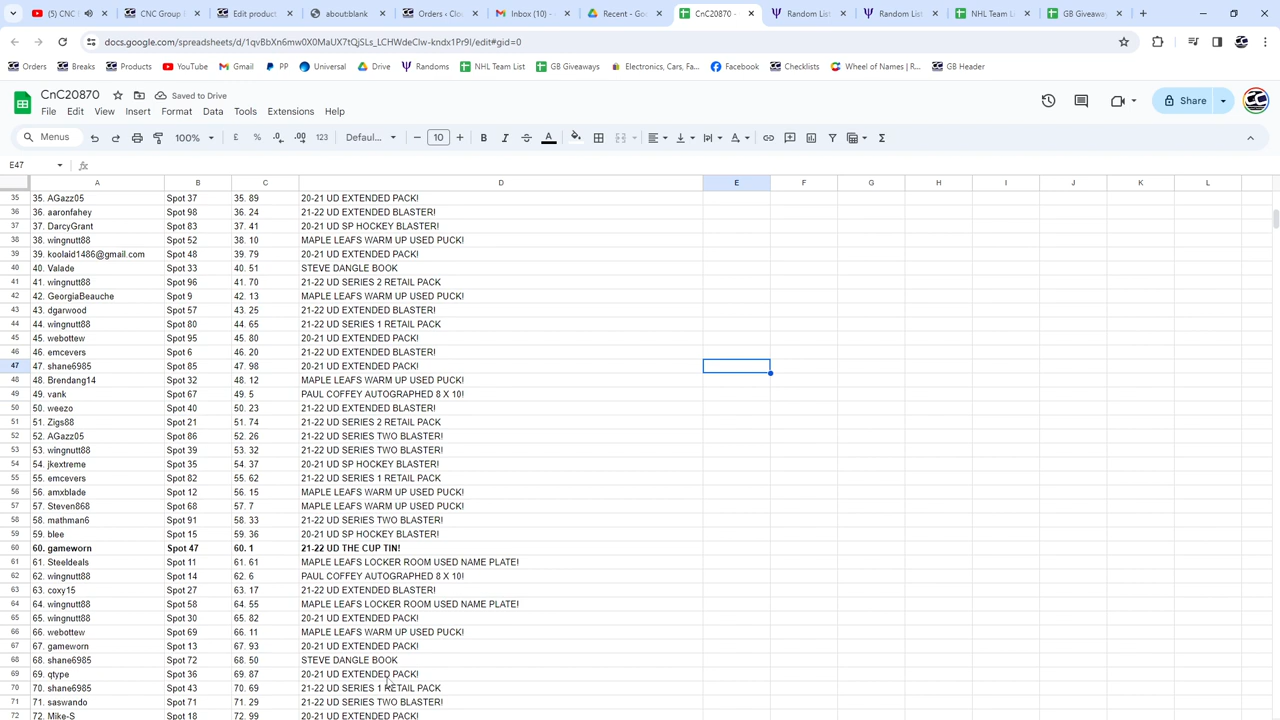 (5) CNC B
CNC Group
Edit product
about:blank
Orders ‹ Clo
Inbox (10) -
Recent - Goo
CnC20870
Random List
Random List
NHL Team L
GB Giveaway
docs.google.com/spreadsheets/d/1qvBbXn6mw0X0MaUX7tQjSLs_LCHWdeClw-kndx1Pr9I/edit#gid=0
Orders Breaks Products YouTube Gmail PP Universal Drive Randoms NHL Team List GB Giveaways Electronics, Cars, Fa... Facebook Checklists Wheel of Names | R... GB Header
CnC20870 Saved to Drive
File Edit View Insert Format Data Tools Extensions Help
Share
Menus 100% £ % .0 .00 123 Defaul... 10 B I A
E47 fx
A B C D E F G H I J K L
35 35. AGazz05 Spot 37 35. 89 20-21 UD EXTENDED PACK!
36 36. aaronfahey Spot 98 36. 24 21-22 UD EXTENDED BLASTER!
37 37. DarcyGrant Spot 83 37. 41 20-21 UD SP HOCKEY BLASTER!
38 38. wingnutt88 Spot 52 38. 10 MAPLE LEAFS WARM UP USED PUCK!
39 39. koolaid1486@gmail.com Spot 48 39. 79 20-21 UD EXTENDED PACK!
40 40. Valade Spot 33 40. 51 STEVE DANGLE BOOK
41 41. wingnutt88 Spot 96 41. 70 21-22 UD SERIES 2 RETAIL PACK
42 42. GeorgiaBeauche Spot 9 42. 13 MAPLE LEAFS WARM UP USED PUCK!
43 43. dgarwood Spot 57 43. 25 21-22 UD EXTENDED BLASTER!
44 44. wingnutt88 Spot 80 44. 65 21-22 UD SERIES 1 RETAIL PACK
45 45. webottew Spot 95 45. 80 20-21 UD EXTENDED PACK!
46 46. emcevers Spot 6 46. 20 21-22 UD EXTENDED BLASTER!
47 47. shane6985 Spot 85 47. 98 20-21 UD EXTENDED PACK!
48 48. Brendang14 Spot 32 48. 12 MAPLE LEAFS WARM UP USED PUCK!
49 49. vank Spot 67 49. 5 PAUL COFFEY AUTOGRAPHED 8 X 10!
50 50. weezo Spot 40 50. 23 21-22 UD EXTENDED BLASTER!
51 51. Zigs88 Spot 21 51. 74 21-22 UD SERIES 2 RETAIL PACK
52 52. AGazz05 Spot 86 52. 26 21-22 UD SERIES TWO BLASTER!
53 53. wingnutt88 Spot 39 53. 32 21-22 UD SERIES TWO BLASTER!
54 54. jkextreme Spot 35 54. 37 20-21 UD SP HOCKEY BLASTER!
55 55. emcevers Spot 82 55. 62 21-22 UD SERIES 1 RETAIL PACK
56 56. amxblade Spot 12 56. 15 MAPLE LEAFS WARM UP USED PUCK!
57 57. Steven868 Spot 68 57. 7 MAPLE LEAFS WARM UP USED PUCK!
58 58. mathman6 Spot 91 58. 33 21-22 UD SERIES TWO BLASTER!
59 59. blee Spot 15 59. 36 20-21 UD SP HOCKEY BLASTER!
60 60. gameworn Spot 47 60. 1 21-22 UD THE CUP TIN!
61 61. Steeldeals Spot 11 61. 61 MAPLE LEAFS LOCKER ROOM USED NAME PLATE!
62 62. wingnutt88 Spot 14 62. 6 PAUL COFFEY AUTOGRAPHED 8 X 10!
63 63. coxy15 Spot 27 63. 17 21-22 UD EXTENDED BLASTER!
64 64. wingnutt88 Spot 58 64. 55 MAPLE LEAFS LOCKER ROOM USED NAME PLATE!
65 65. wingnutt88 Spot 30 65. 82 20-21 UD EXTENDED PACK!
66 66. webottew Spot 69 66. 11 MAPLE LEAFS WARM UP USED PUCK!
67 67. gameworn Spot 13 67. 93 20-21 UD EXTENDED PACK!
68 68. shane6985 Spot 72 68. 50 STEVE DANGLE BOOK
69 69. qtype Spot 36 69. 87 20-21 UD EXTENDED PACK!
70 70. shane6985 Spot 43 70. 69 21-22 UD SERIES 1 RETAIL PACK
71 71. saswando Spot 71 71. 29 21-22 UD SERIES TWO BLASTER!
72 72. Mike-S Spot 18 72. 99 20-21 UD EXTENDED PACK!